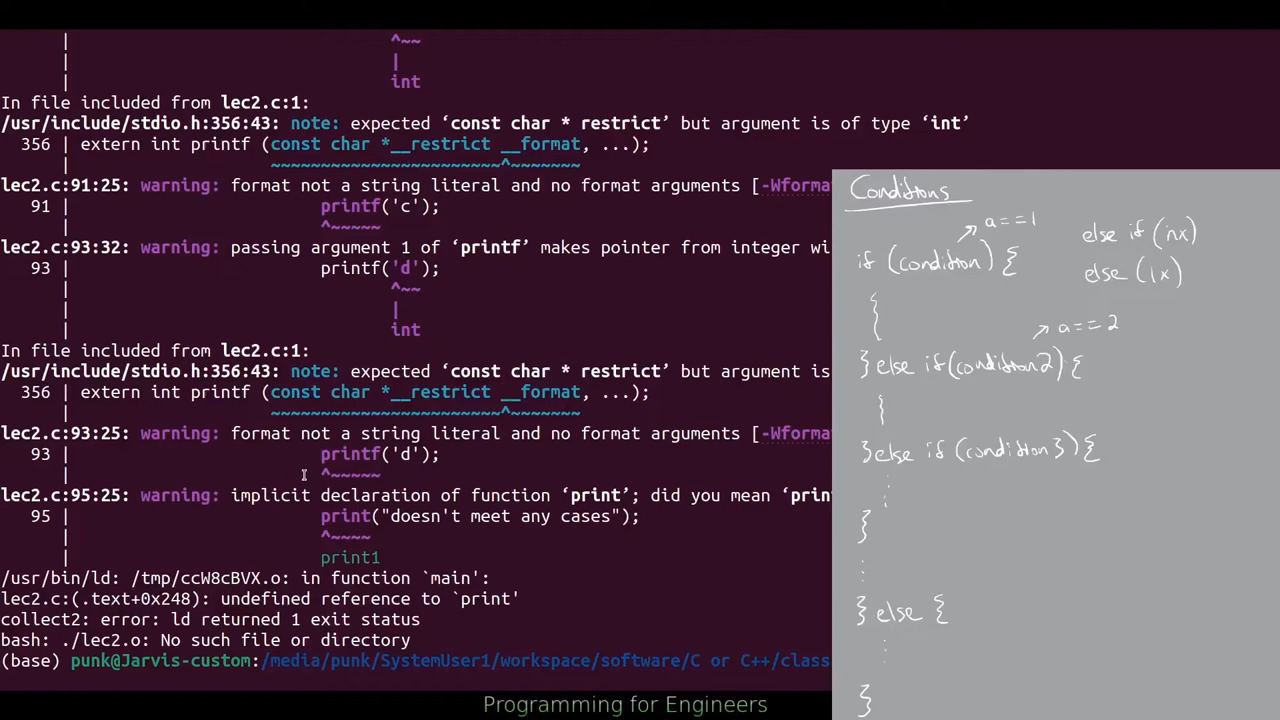 ^~~
|
int
In file included from lec2.c:1:
/usr/include/stdio.h:356:43: note: expected ‘const char * restrict’ but argument is of type ‘int’
356 | extern int printf (const char *__restrict __format, ...);
| ~~~~~~~~~~~~~~~~~~~~~~~^~~~~~~~
lec2.c:91:25: warning: format not a string literal and no format arguments [-Wforma
91 | printf('c');
| ^~~~~~
lec2.c:93:32: warning: passing argument 1 of ‘printf’ makes pointer from integer wi
93 | printf('d');
| ^~~
| |
| int
In file included from lec2.c:1:
/usr/include/stdio.h:356:43: note: expected ‘const char * restrict’ but argument is
356 | extern int printf (const char *__restrict __format, ...);
| ~~~~~~~~~~~~~~~~~~~~~~~^~~~~~~~
lec2.c:93:25: warning: format not a string literal and no format arguments [-Wforma
93 | printf('d');
| ^~~~~~
lec2.c:95:25: warning: implicit declaration of function ‘print’; did you mean ‘prin
95 | print("doesn't meet any cases");
| ^~~~~
| print1
/usr/bin/ld: /tmp/ccW8cBVX.o: in function `main':
lec2.c:(.text+0x248): undefined reference to `print'
collect2: error: ld returned 1 exit status
bash: ./lec2.o: No such file or directory
(base) punk@Jarvis-custom:/media/punk/SystemUser1/workspace/software/C or C++/class
Conditions
a==1
if (condition) {
else if (nx)
else (1x)
{
a==2
} else if (condition2) {
{
} else if (condition3) {
}
} else {
}
Programming for Engineers